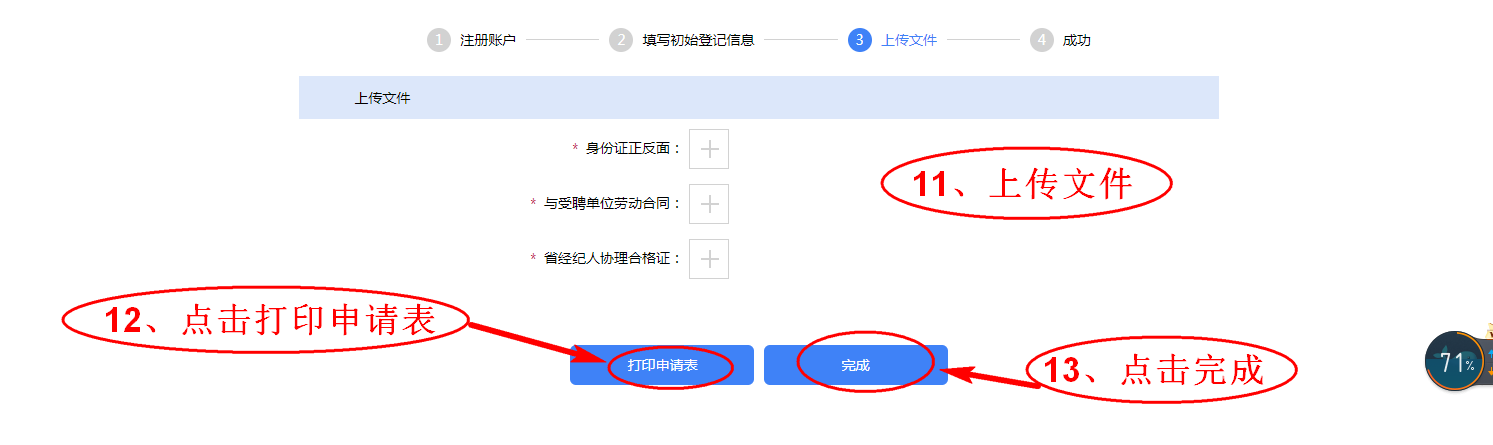 1 注册账户 2 填写初始登记信息 3 上传文件 4 成功
上传文件
* 身份证正反面：
11、上传文件
* 与受聘单位劳动合同：
* 省经纪人协理合格证：
12、点击打印申请表
打印申请表 完成
13、点击完成
71%